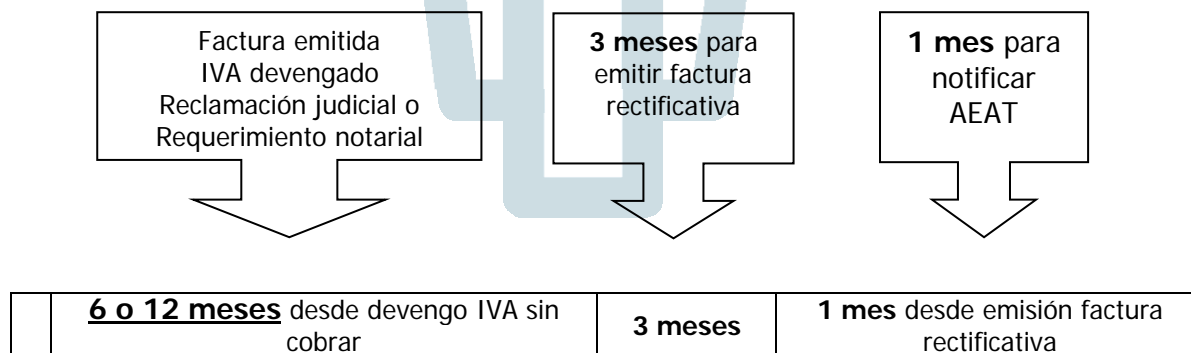 Factura emitida
IVA devengado
Reclamación judicial o
Requerimiento notarial
3 meses para
emitir factura
rectificativa
1 mes para
notificar
AEAT
6 o 12 meses desde devengo IVA sin
cobrar
3 meses
1 mes desde emisión factura
rectificativa